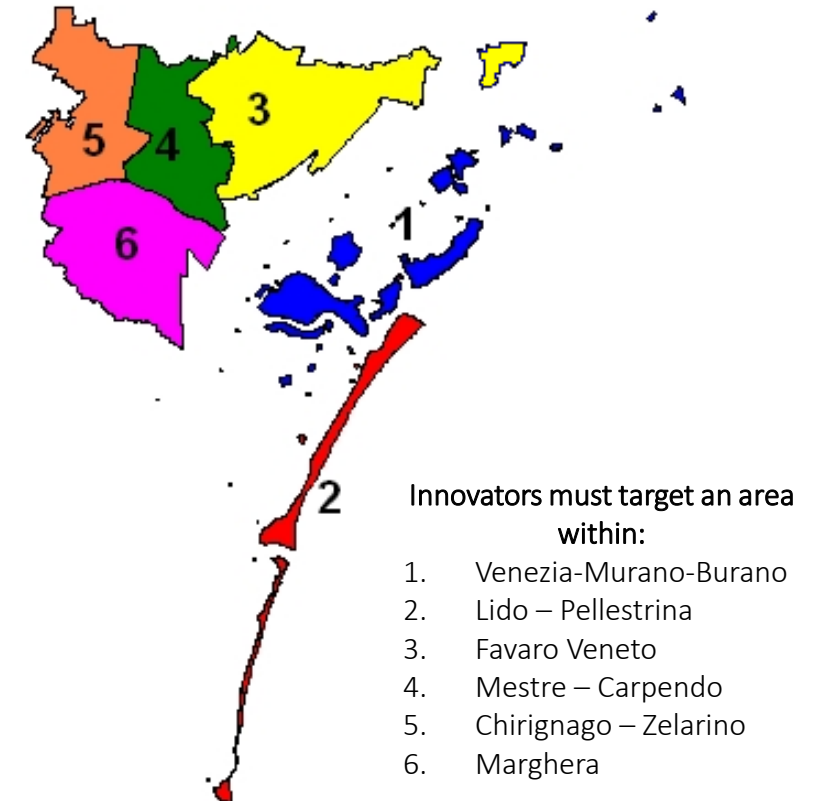 3
5
4
1
6
2
Innovators must target an area
within:
1. Venezia-Murano-Burano
2. Lido – Pellestrina
3. Favaro Veneto
4. Mestre – Carpendo
5. Chirignago – Zelarino
6. Marghera